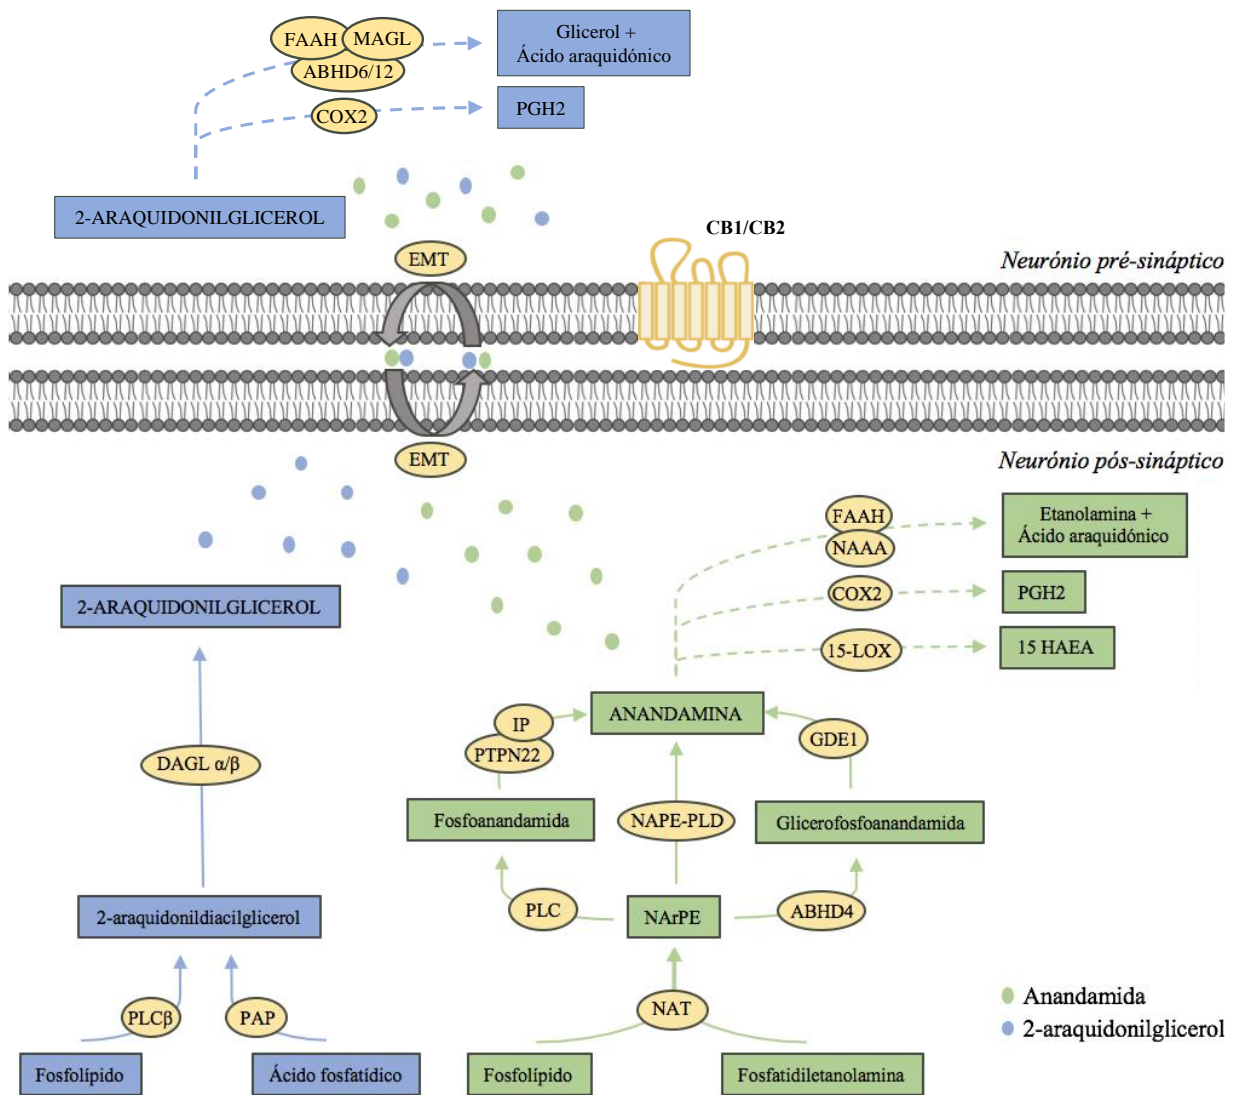 FAAH
MAGL
ABHD6/12
Glicerol +
Ácido araquidónico
COX2
PGH2
2-ARAQUIDONILGLICEROL
CB1/CB2
EMT
Neurónio pré-sináptico
EMT
Neurónio pós-sináptico
FAAH
NAAA
Etanolamina +
Ácido araquidónico
COX2
PGH2
15-LOX
15 HAEA
2-ARAQUIDONILGLICEROL
ANANDAMINA
IP
PTPN22
GDE1
DAGL α/β
Fosfoanandamida
NAPE-PLD
Glicerofosfoanandamida
2-araquidonildiacilglicerol
PLC
NArPE
ABHD4
PLCβ
PAP
NAT
Anandamida
2-araquidonilglicerol
Fosfolípido
Ácido fosfatídico
Fosfolípido
Fosfatidiletanolamina